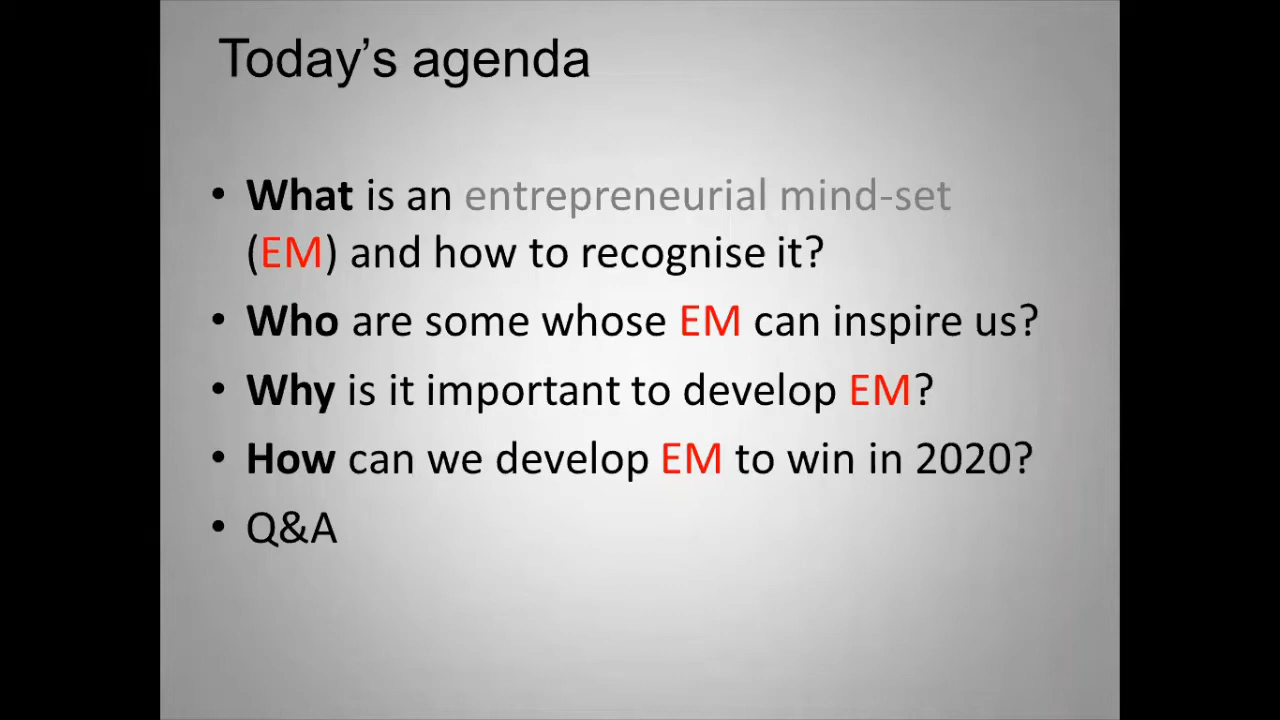 Today’s agenda
• What is an entrepreneurial mind-set
(EM) and how to recognise it?
• Who are some whose EM can inspire us?
• Why is it important to develop EM?
• How can we develop EM to win in 2020?
• Q&A